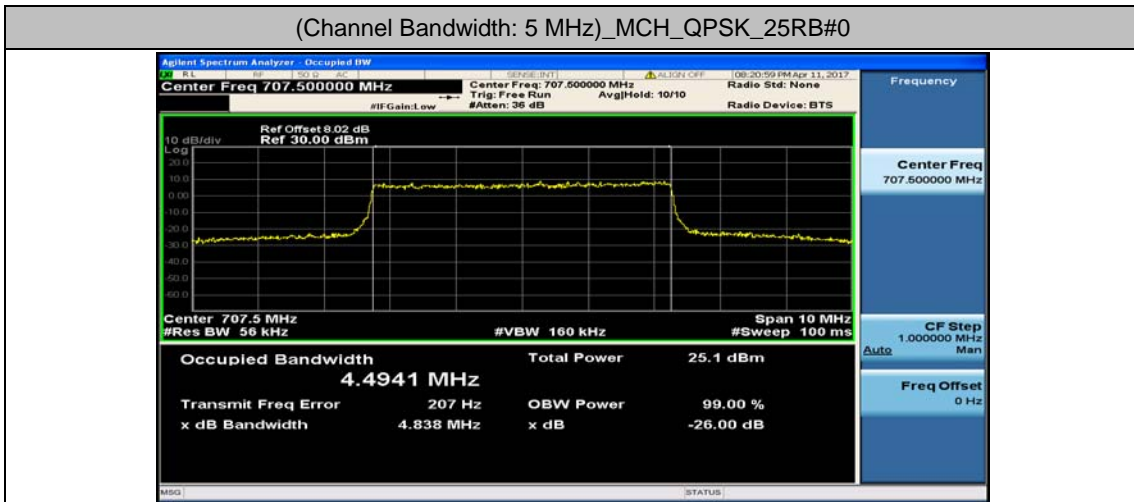 (Channel Bandwidth: 5 MHz)_MCH_QPSK_25RB#0
Agilent Spectrum Analyzer - Occupied BW
RL RF 50 Ω AC SENSE:INT ALIGN OFF 08:20:59 PM Apr 11, 2017
Center Freq 707.500000 MHz
Center Freq: 707.500000 MHz
Radio Std: None
Trig: Free Run Avg|Hold: 10/10
#IFGain:Low #Atten: 36 dB Radio Device: BTS
Ref Offset 8.02 dB
10 dB/div Ref 30.00 dBm
Log
20.0
10.0
0.00
-10.0
-20.0
-30.0
-40.0
-50.0
-60.0
Center 707.5 MHz Span 10 MHz
#Res BW 56 kHz #VBW 160 kHz #Sweep 100 ms
Occupied Bandwidth Total Power 25.1 dBm
4.4941 MHz
Transmit Freq Error 207 Hz OBW Power 99.00 %
x dB Bandwidth 4.838 MHz x dB -26.00 dB
MSG STATUS
Frequency
Center Freq
707.500000 MHz
CF Step
1.000000 MHz
Auto Man
Freq Offset
0 Hz